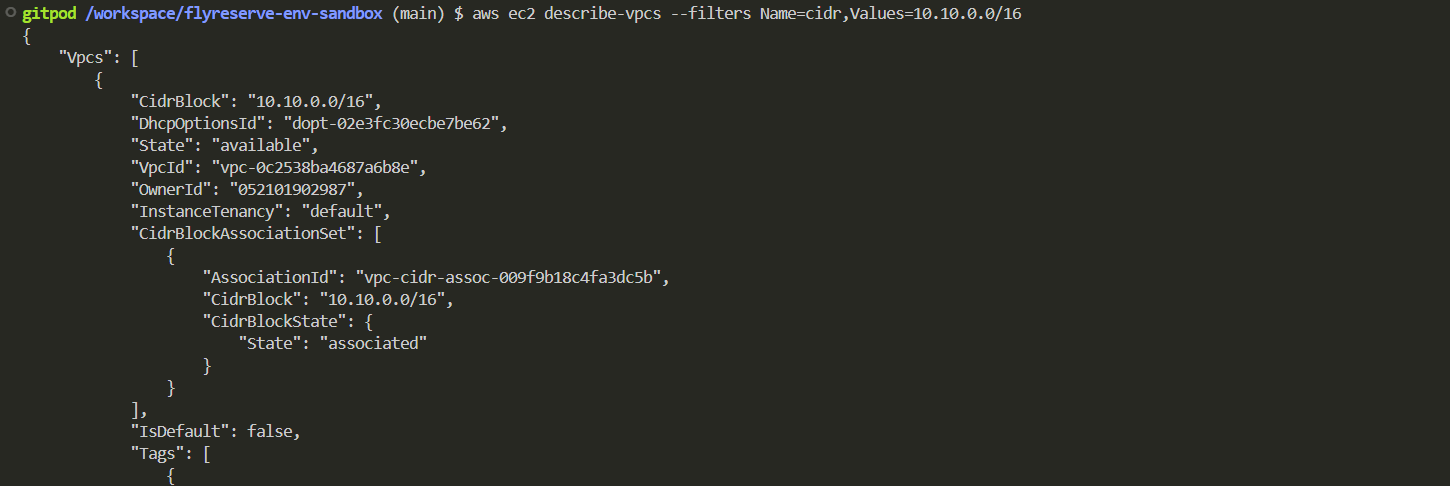 gitpod /workspace/flyreserve-env-sandbox (main) $ aws ec2 describe-vpcs --filters Name=cidr,Values=10.10.0.0/16
{
    "Vpcs": [
        {
            "CidrBlock": "10.10.0.0/16",
            "DhcpOptionsId": "dopt-02e3fc30ecbe7be62",
            "State": "available",
            "VpcId": "vpc-0c2538ba4687a6b8e",
            "OwnerId": "052101902987",
            "InstanceTenancy": "default",
            "CidrBlockAssociationSet": [
                {
                    "AssociationId": "vpc-cidr-assoc-009f9b18c4fa3dc5b",
                    "CidrBlock": "10.10.0.0/16",
                    "CidrBlockState": {
                        "State": "associated"
                    }
                }
            ],
            "IsDefault": false,
            "Tags": [
                {